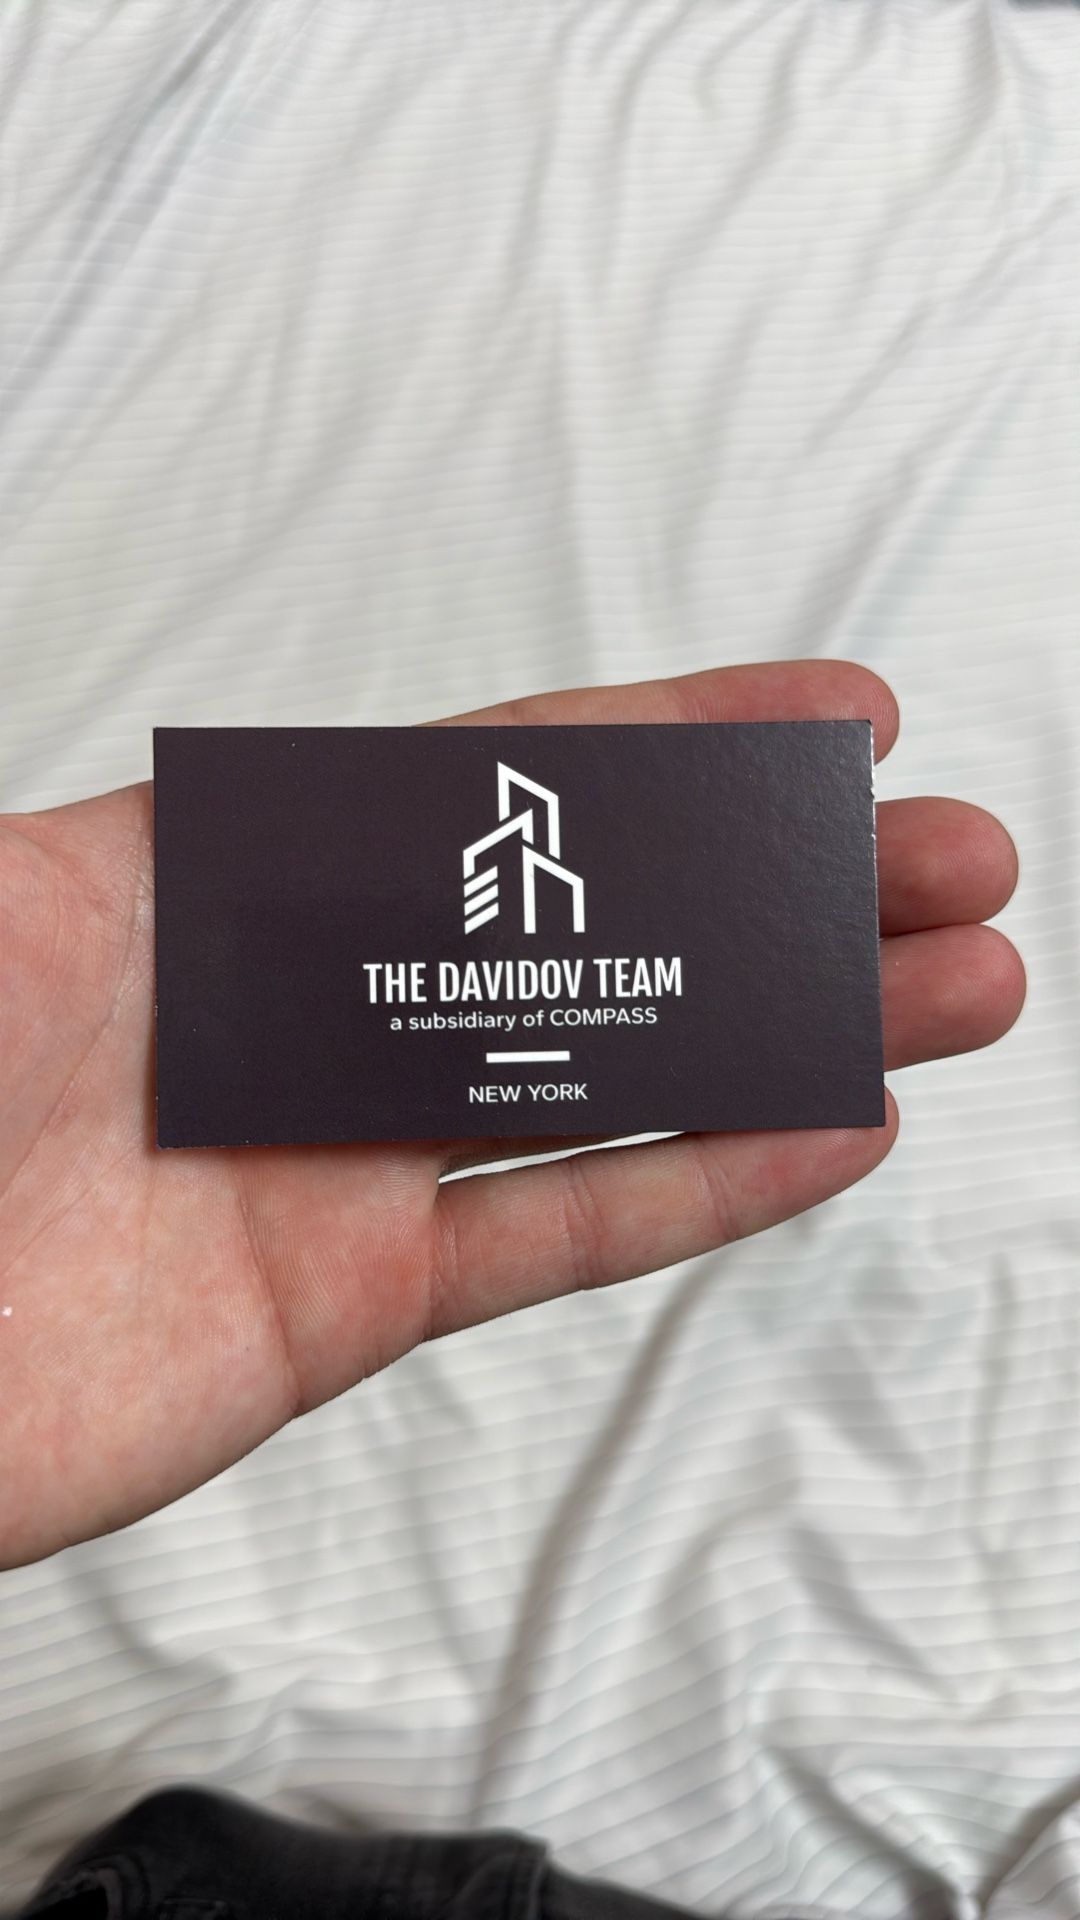 THE DAVIDOV TEAM
a subsidiary of COMPASS
NEW YORK